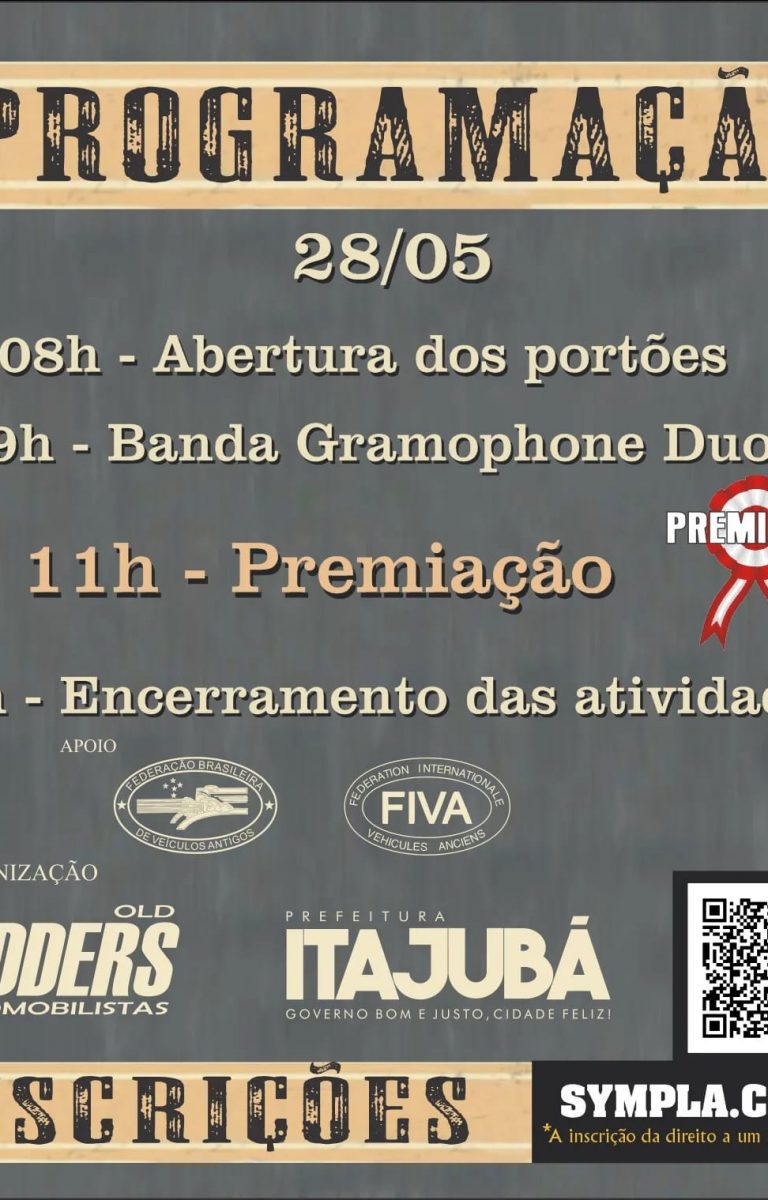 PROGRAMAÇÃ
28/05
08h - Abertura dos portões
9h - Banda Gramophone Duo
11h - Premiação
PREMI
h - Encerramento das atividad
APOIO
FEDERAÇÃO BRASILEIRA
DE VEÍCULOS ANTIGOS
FEDERATION INTERNATIONALE
FIVA
VEHICULES ANCIENS
NIZAÇÃO
OLD
DDERS
OMOBILISTAS
PREFEITURA
ITAJUBÁ
GOVERNO BOM E JUSTO, CIDADE FELIZ!
SCRIÇÕES
SYMPLA.C
*A inscrição da direito a um